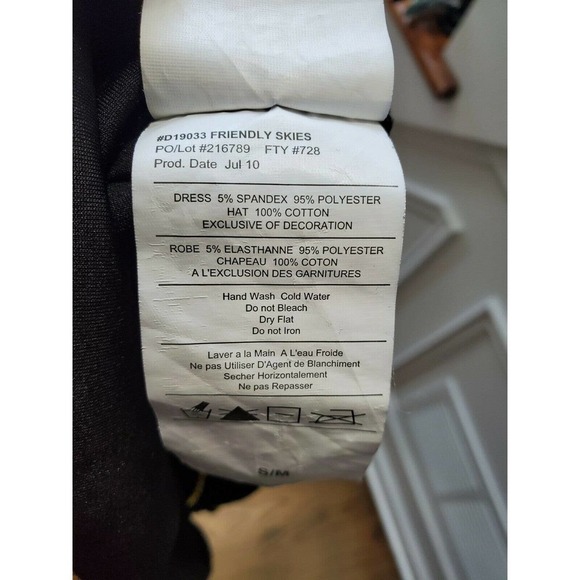 #D19033 FRIENDLY SKIES
PO/Lot #216789 FTY #728
Prod. Date Jul 10
DRESS 5% SPANDEX 95% POLYESTER
HAT 100% COTTON
EXCLUSIVE OF DECORATION
ROBE 5% ELASTHANNE 95% POLYESTER
CHAPEAU 100% COTON
A L'EXCLUSION DES GARNITURES
Hand Wash Cold Water
Do not Bleach
Dry Flat
Do not Iron
Laver a la Main A L'eau Froide
Ne pas Utiliser D'Agent de Blanchiment
Secher Horizontalement
Ne pas Repasser
S/M